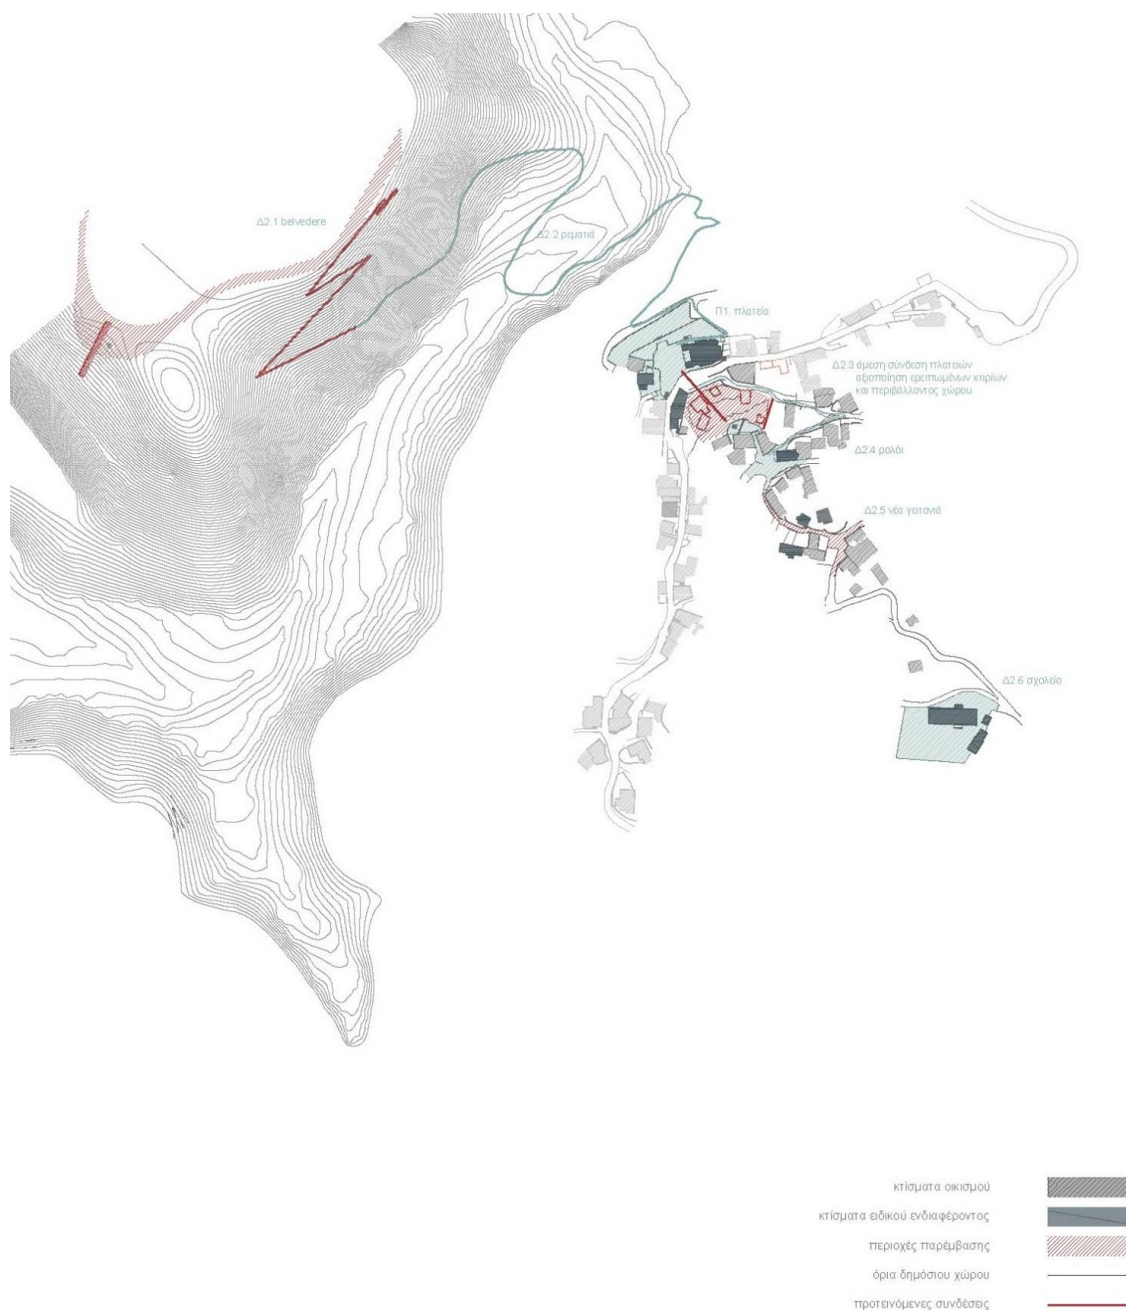 Δ2.1 belvedere
Δ2.2 ρεματιά
Π1. πλατεία
Δ2.3 άμεση σύνδεση πλατειών
αξιοποίηση ερειπωμένων κτιρίων
και περιβάλλοντος χώρου
Δ2.4 ρολόι
Δ2.5 νέα γειτονιά
Δ2.6 σχολείο
κτίσματα οικισμού
κτίσματα ειδικού ενδιαφέροντος
περιοχές παρέμβασης
όρια δημόσιου χώρου
προτεινόμενες συνδέσεις